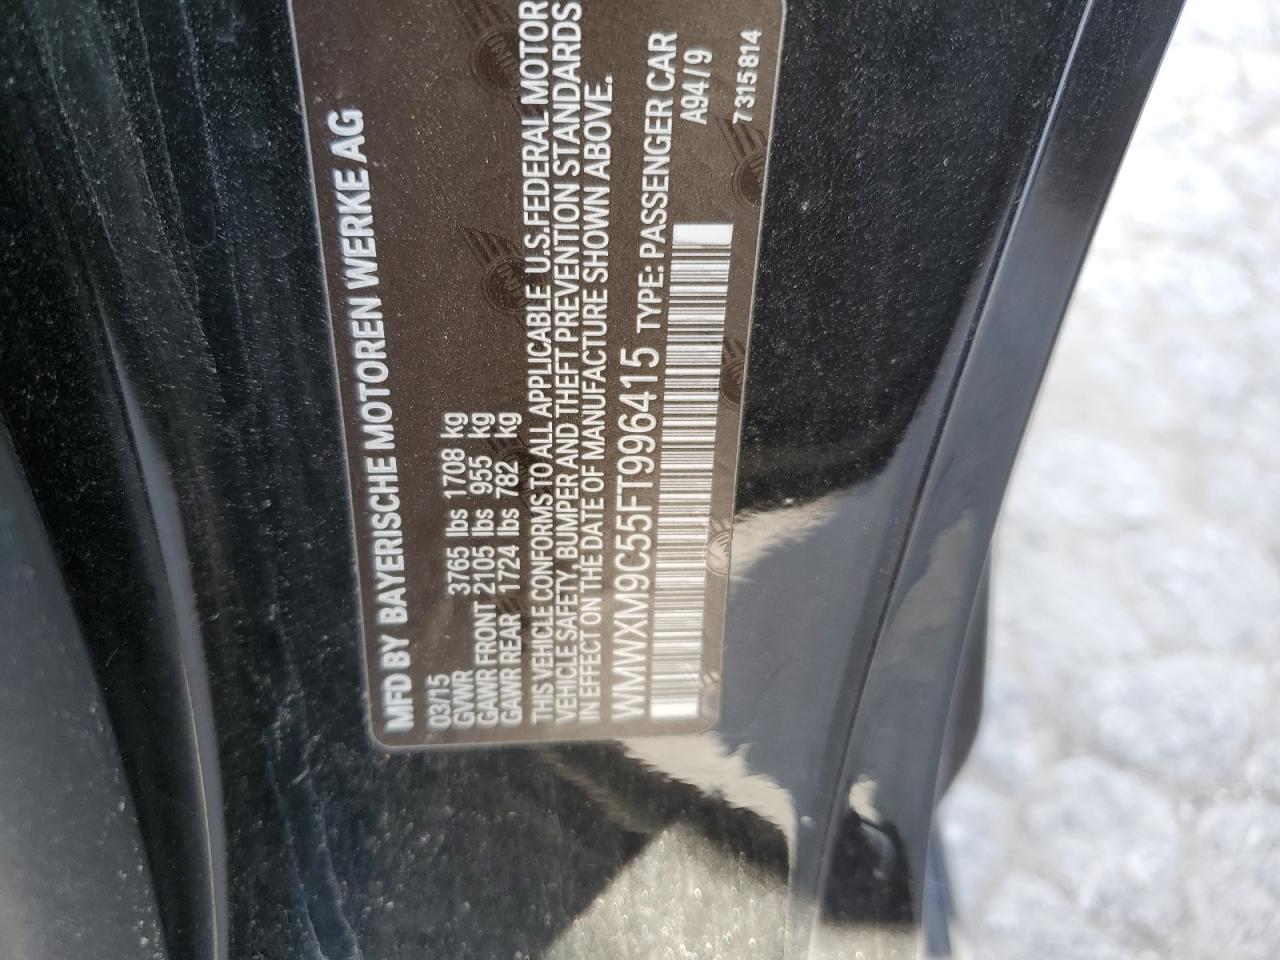 MFD BY BAYERISCHE MOTOREN WERKE AG
03/15
GVWR 3765 lbs 1708 kg
GAWR FRONT 2105 lbs 955 kg
GAWR REAR 1724 lbs 782 kg
THIS VEHICLE CONFORMS TO ALL APPLICABLE U.S.FEDERAL MOTOR
VEHICLE SAFETY, BUMPER AND THEFT PREVENTION STANDARDS
IN EFFECT ON THE DATE OF MANUFACTURE SHOWN ABOVE.
WMWXM9C55FT996415 TYPE: PASSENGER CAR
A94/9
7315814